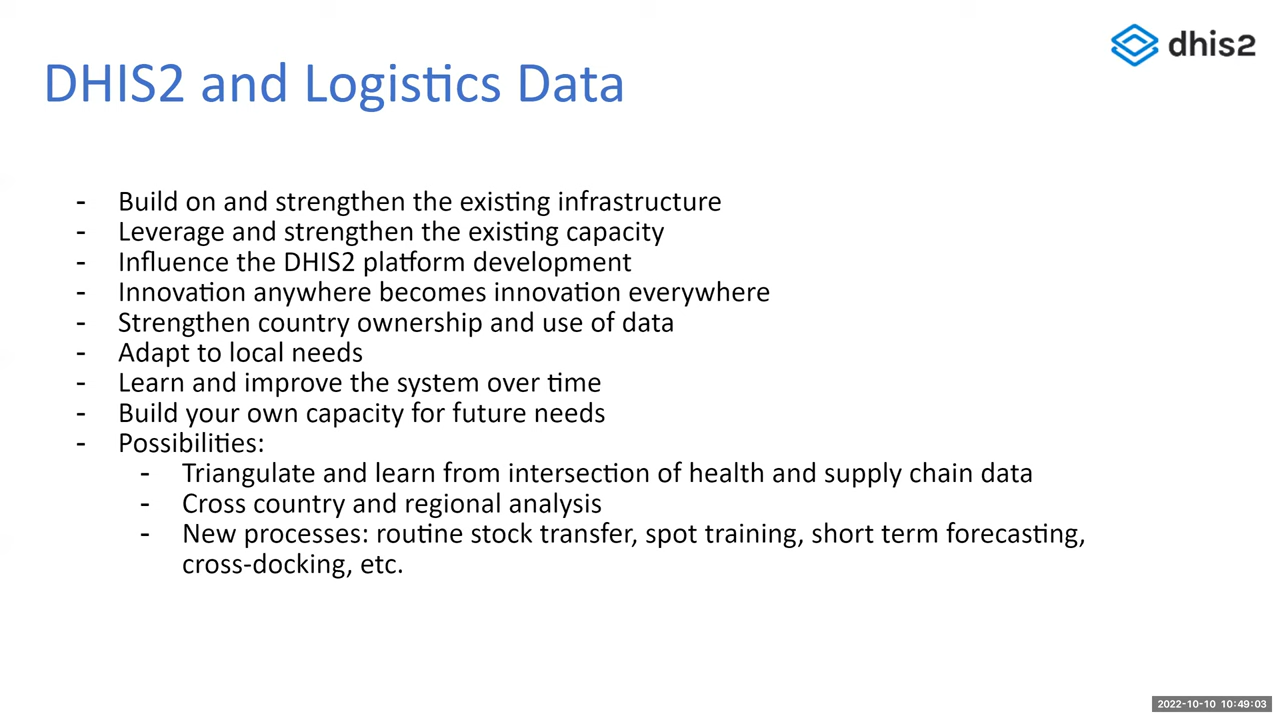 dhis2
DHIS2 and Logistics Data
- Build on and strengthen the existing infrastructure
- Leverage and strengthen the existing capacity
- Influence the DHIS2 platform development
- Innovation anywhere becomes innovation everywhere
- Strengthen country ownership and use of data
- Adapt to local needs
- Learn and improve the system over time
- Build your own capacity for future needs
- Possibilities:
- Triangulate and learn from intersection of health and supply chain data
- Cross country and regional analysis
- New processes: routine stock transfer, spot training, short term forecasting,
cross-docking, etc.
2022-10-10 10:49:03